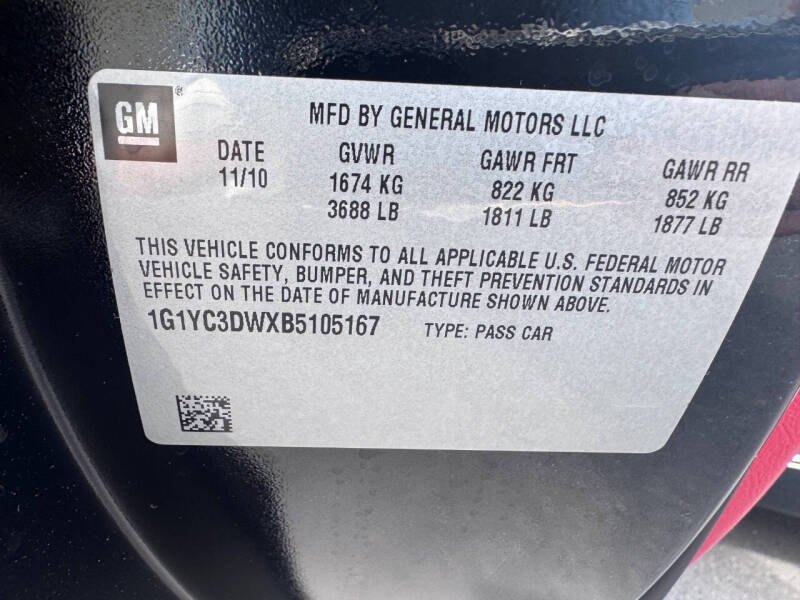 GM
MFD BY GENERAL MOTORS LLC
DATE GVWR GAWR FRT GAWR RR
11/10 1674 KG 822 KG 852 KG
3688 LB 1811 LB 1877 LB
THIS VEHICLE CONFORMS TO ALL APPLICABLE U.S. FEDERAL MOTOR
VEHICLE SAFETY, BUMPER, AND THEFT PREVENTION STANDARDS IN
EFFECT ON THE DATE OF MANUFACTURE SHOWN ABOVE.
1G1YC3DWXB5105167 TYPE: PASS CAR